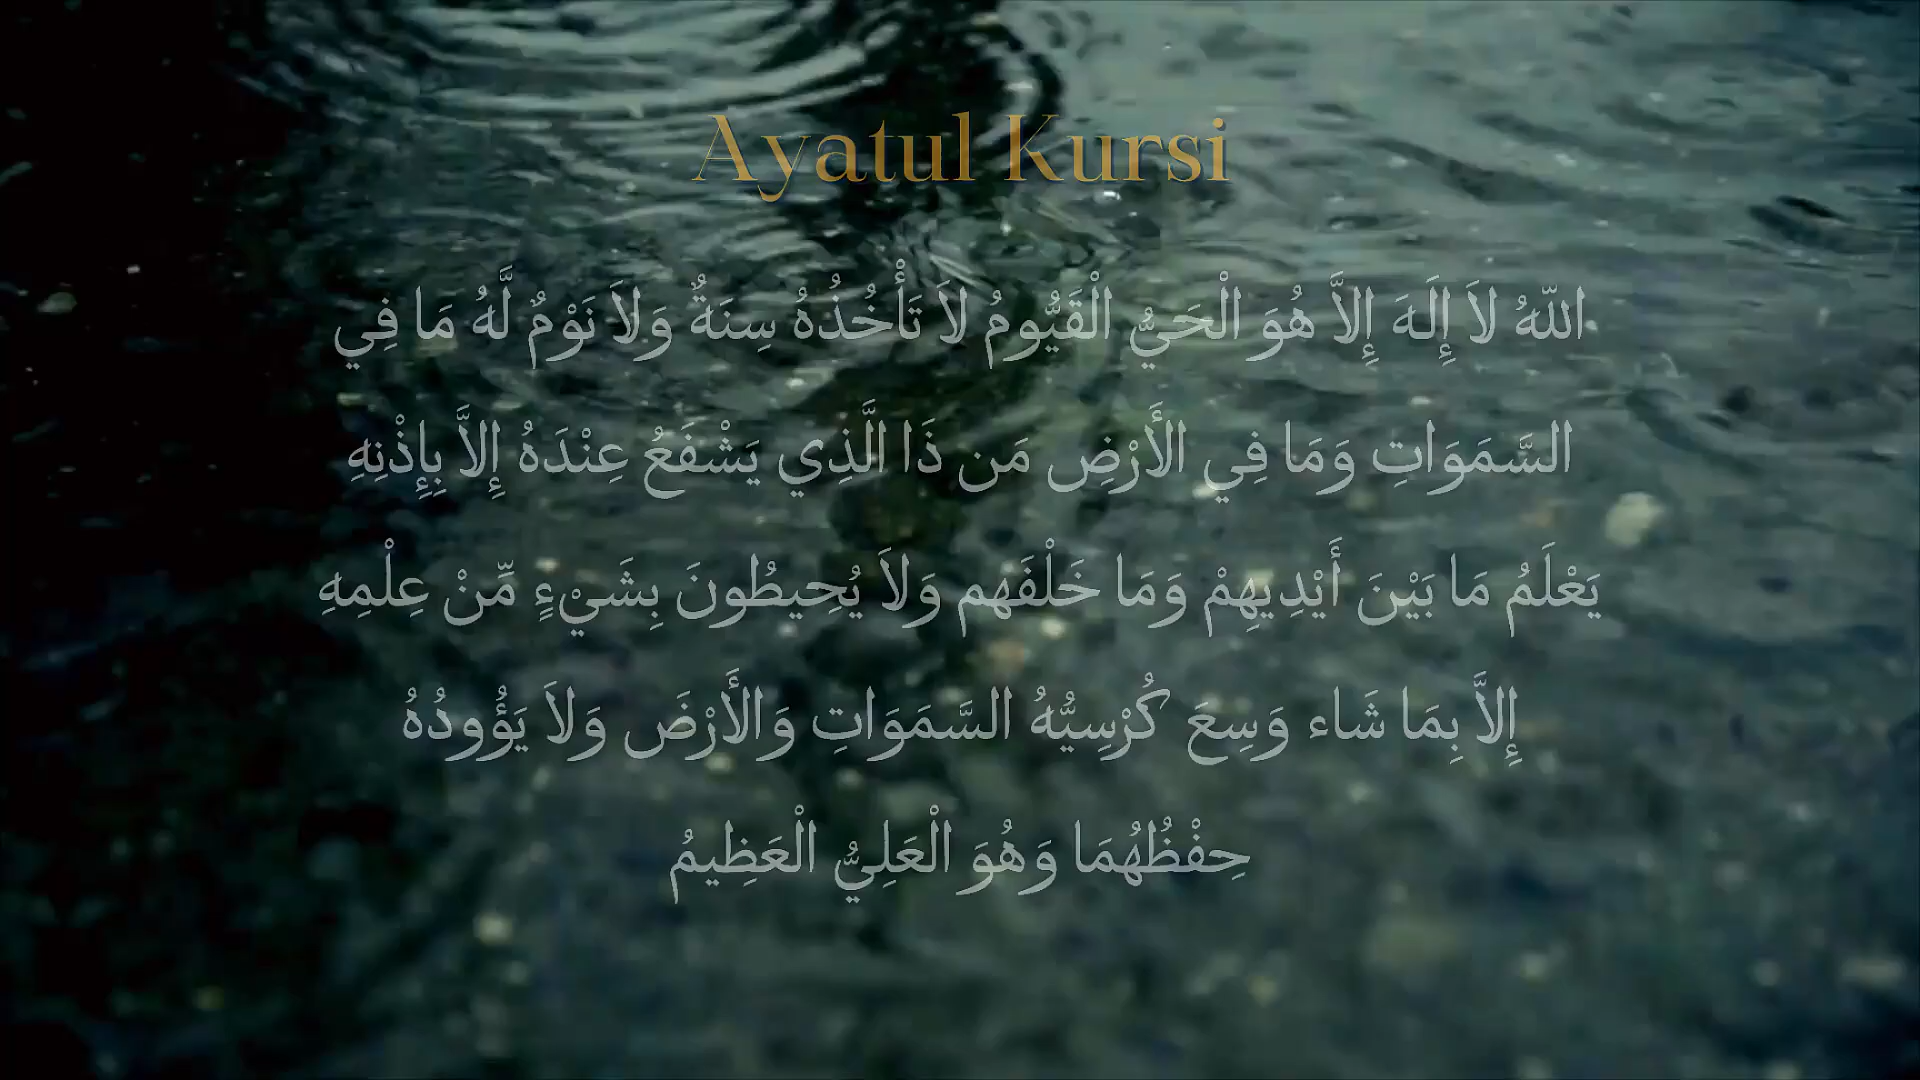 Ayatul Kursi
اللّهُ لاَ إِلَهَ إِلاَّ هُوَ الْحَيُّ الْقَيُّومُ لاَ تَأْخُذُهُ سِنَةٌ وَلاَ نَوْمٌ لَّهُ مَا فِي
السَّمَوَاتِ وَمَا فِي الأَرْضِ مَن ذَا الَّذِي يَشْفَعُ عِنْدَهُ إِلاَّ بِإِذْنِهِ
يَعْلَمُ مَا بَيْنَ أَيْدِيهِمْ وَمَا خَلْفَهم وَلاَ يُحِيطُونَ بِشَيْءٍ مِّنْ عِلْمِهِ
إِلاَّ بِمَا شَاء وَسِعَ كُرْسِيُّهُ السَّمَوَاتِ وَالأَرْضَ وَلاَ يَؤُودُهُ
حِفْظُهُمَا وَهُوَ الْعَلِيُّ الْعَظِيمُ